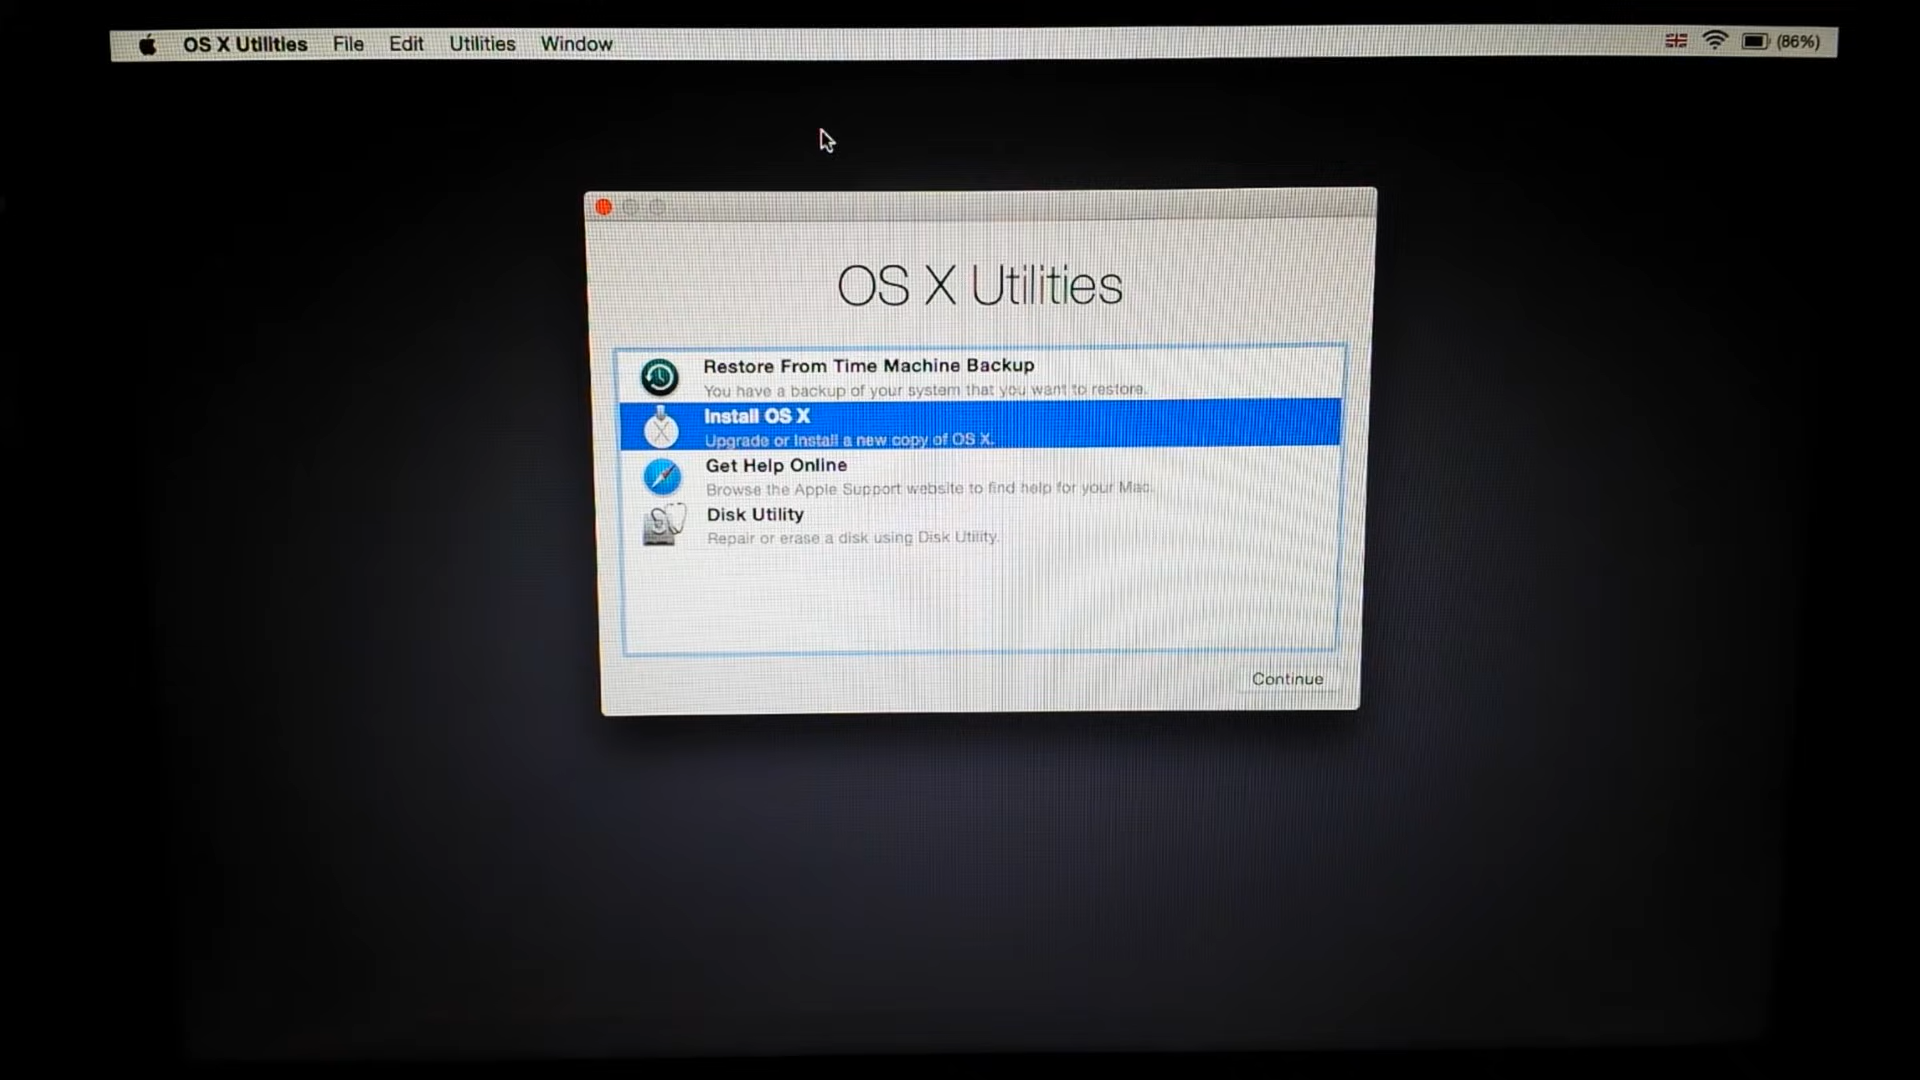 OS X Utilities File Edit Utilities Window (86%)
OS X Utilities
Restore From Time Machine Backup
You have a backup of your system that you want to restore.
Install OS X
Upgrade or install a new copy of OS X.
Get Help Online
Browse the Apple Support website to find help for your Mac.
Disk Utility
Repair or erase a disk using Disk Utility.
Continue